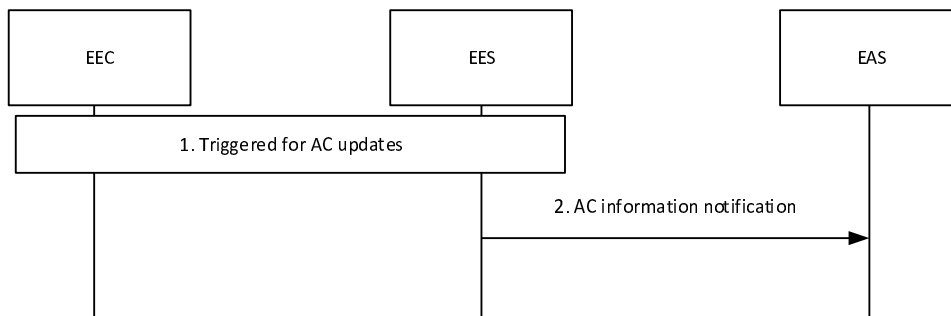 EEC
EES
EAS
1. Triggered for AC updates
2. AC information notification